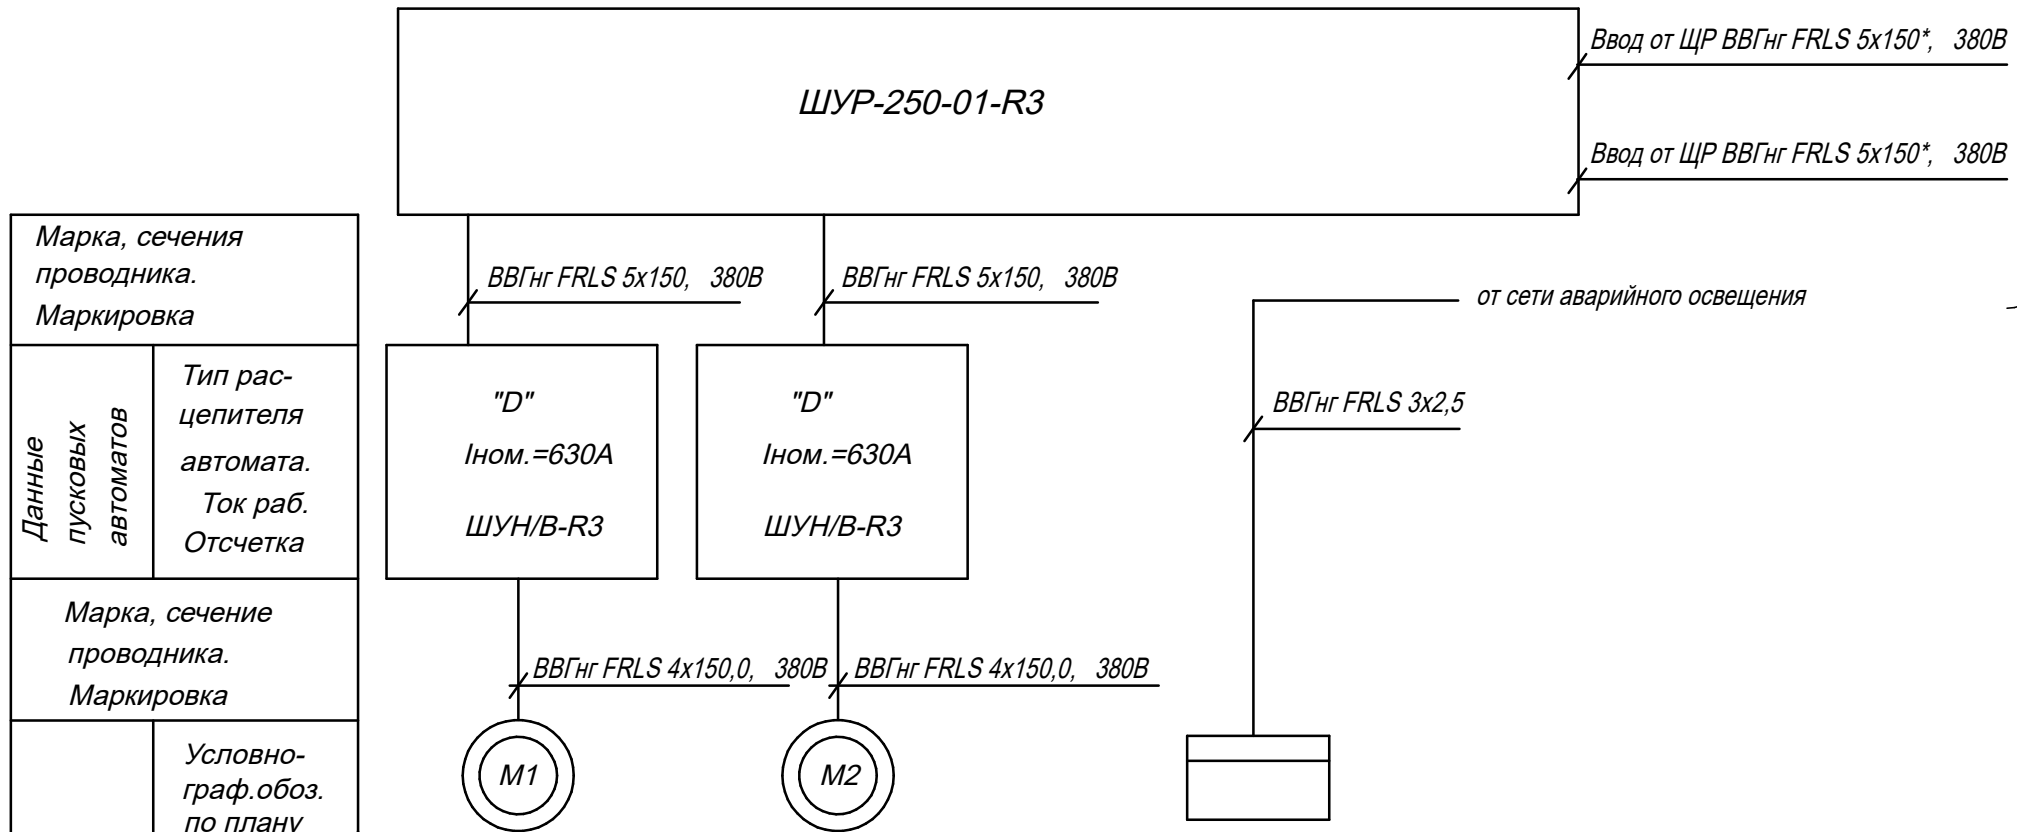 ШУР-250-01-R3
Ввод от ЩР ВВГнг FRLS 5x150*, 380В
Ввод от ЩР ВВГнг FRLS 5x150*, 380В
Марка, сечения
проводника.
Маркировка
ВВГнг FRLS 5x150, 380В
ВВГнг FRLS 5x150, 380В
от сети аварийного освещения
ВВГнг FRLS 3x2,5
Данные
пусковых
автоматов
Тип рас-
цепителя
автомата.
Ток раб.
Отсчетка
"D"
Iном.=630А
ШУН/В-R3
"D"
Iном.=630А
ШУН/В-R3
Марка, сечение
проводника.
Маркировка
ВВГнг FRLS 4x150,0, 380В
ВВГнг FRLS 4x150,0, 380В
Условно-
граф.обоз.
по плану
М1
М2